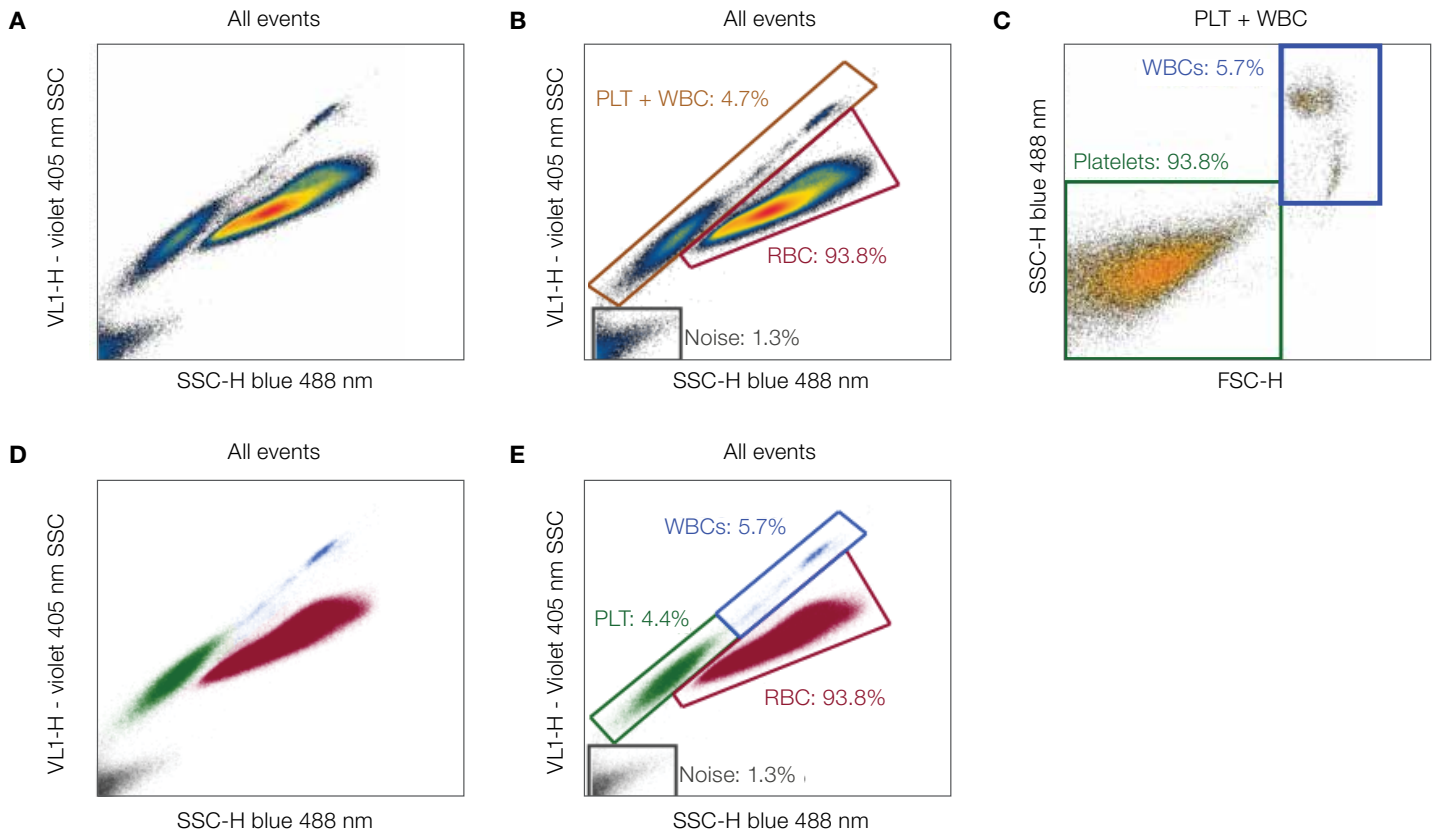 A
All events
VL1-H - violet 405 nm SSC
SSC-H blue 488 nm
B
All events
VL1-H - violet 405 nm SSC
PLT + WBC: 4.7%
RBC: 93.8%
Noise: 1.3%
SSC-H blue 488 nm
C
PLT + WBC
SSC-H blue 488 nm
WBCs: 5.7%
Platelets: 93.8%
FSC-H
D
All events
VL1-H - violet 405 nm SSC
SSC-H blue 488 nm
E
All events
VL1-H - Violet 405 nm SSC
WBCs: 5.7%
PLT: 4.4%
RBC: 93.8%
Noise: 1.3%
SSC-H blue 488 nm